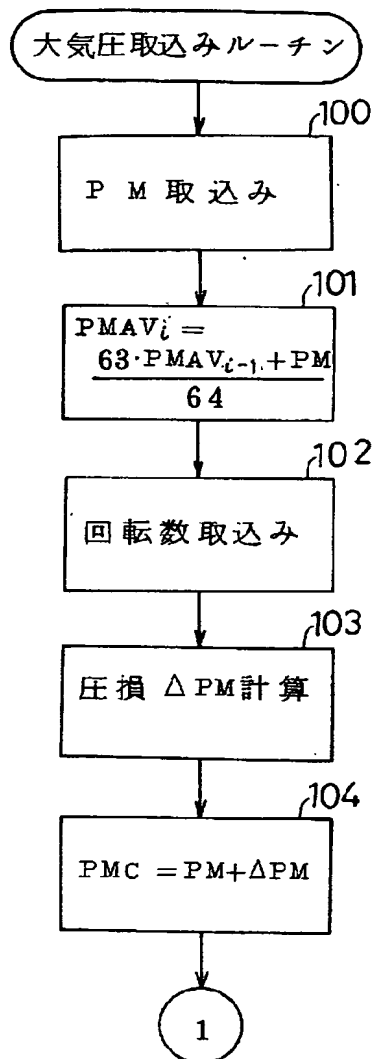 大気圧取込みルーチン
100
PM取込み
101
PMAVi =
63·PMAVi-1 + PM
64
102
回転数取込み
103
圧損ΔPM計算
104
PMC = PM+ΔPM
1